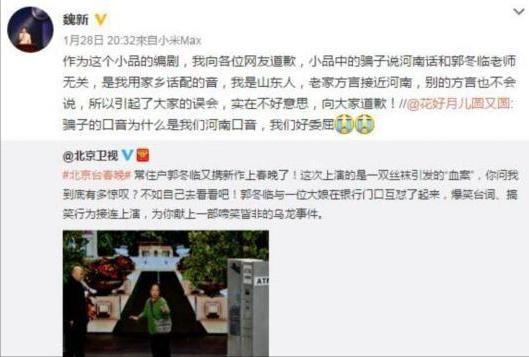 魏新
1月28日 20:32 來自小米Max
作为这个小品的编剧，我向各位网友道歉，小品中的骗子说河南话和郭冬临老师
无关，是我用家乡话配的音，我是山东人，老家方言接近河南，别的方言也不会
说，所以引起了大家的误会，实在不好意思，向大家道歉！//@花好月儿圆又圆:
骗子的口音为什么是我们河南口音，我们好委屈
@北京卫视
#北京台春晚# 常住户郭冬临又携新作上春晚了！这次上演的是一双丝袜引发的“血案”，你问我
到底有多惊叹？不如自己去看看吧！郭冬临与一位大娘在银行门口互怼了起来，爆笑台词、搞
笑行为接连上演，为你献上一部啼笑皆非的乌龙事件。
ATM